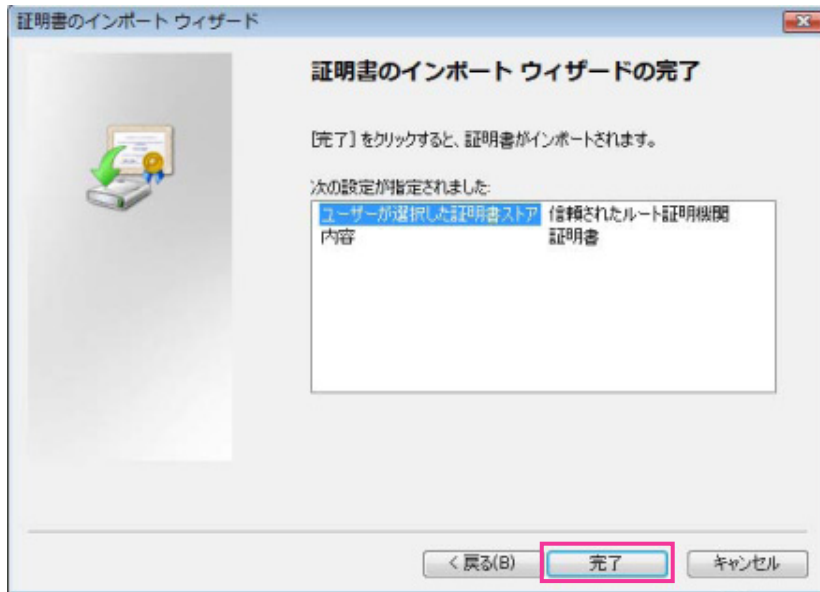 証明書のインポート ウィザード
証明書のインポート ウィザードの完了
[完了] をクリックすると、証明書がインポートされます。
次の設定が指定されました:
ユーザーが選択した証明書ストア 信頼されたルート証明機関
内容 証明書
< 戻る(B) 完了 キャンセル